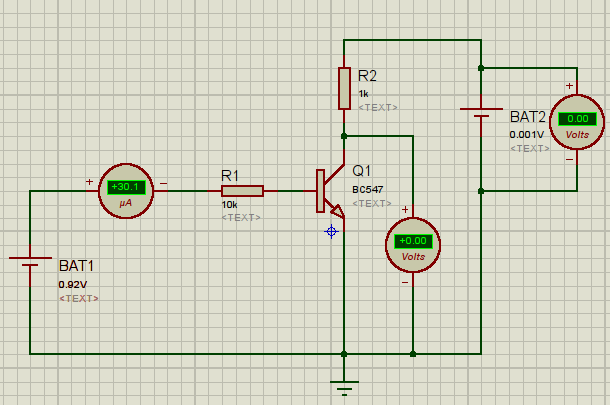 R2
1k
<TEXT>
+
BAT2
0.001V
<TEXT>
0.00
Volts
−
+
+30.1
µA
−
R1
10k
<TEXT>
Q1
BC547
<TEXT>
+
+0.00
Volts
−
BAT1
0.92V
<TEXT>